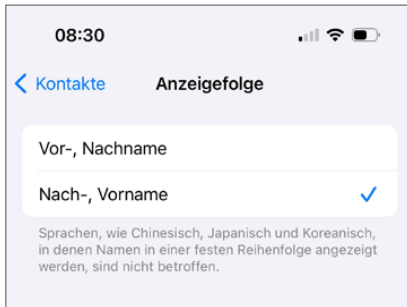 08:30
Kontakte
Anzeigefolge
Vor-, Nachname
Nach-, Vorname
Sprachen, wie Chinesisch, Japanisch und Koreanisch,
in denen Namen in einer festen Reihenfolge angezeigt
werden, sind nicht betroffen.